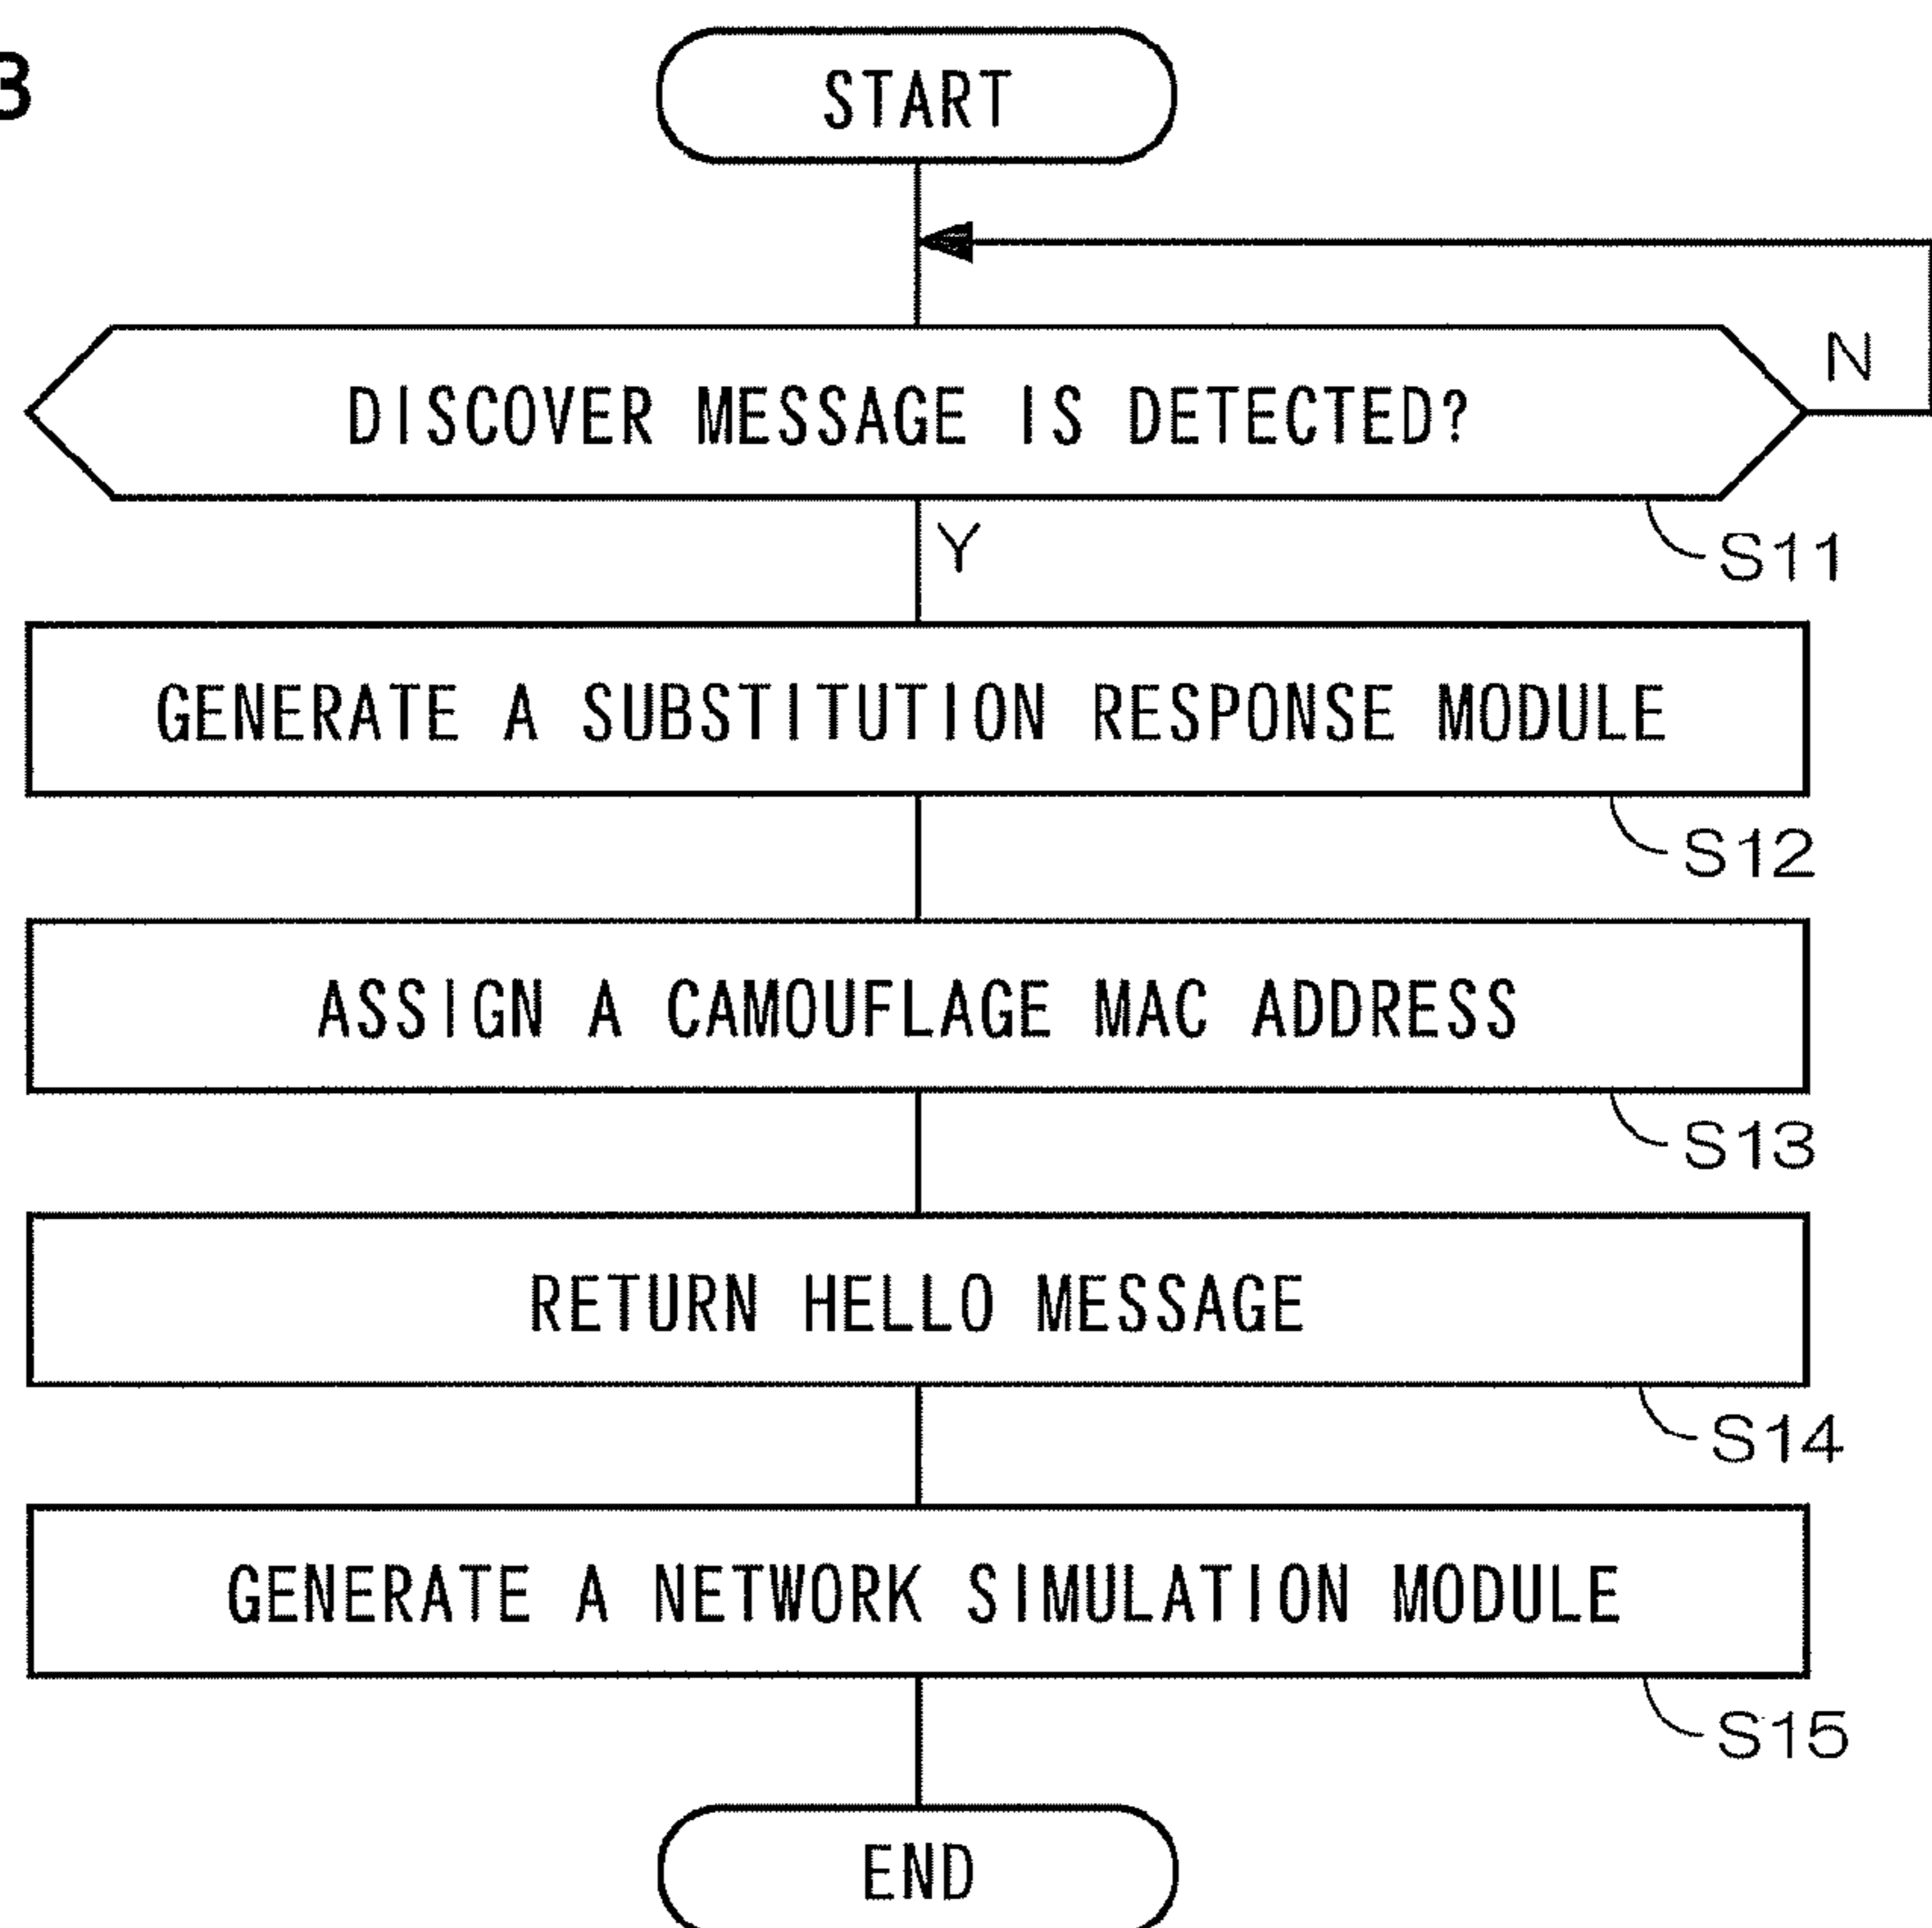 3
START
DISCOVER MESSAGE IS DETECTED?
N
Y
S11
GENERATE A SUBSTITUTION RESPONSE MODULE
S12
ASSIGN A CAMOUFLAGE MAC ADDRESS
S13
RETURN HELLO MESSAGE
S14
GENERATE A NETWORK SIMULATION MODULE
S15
END